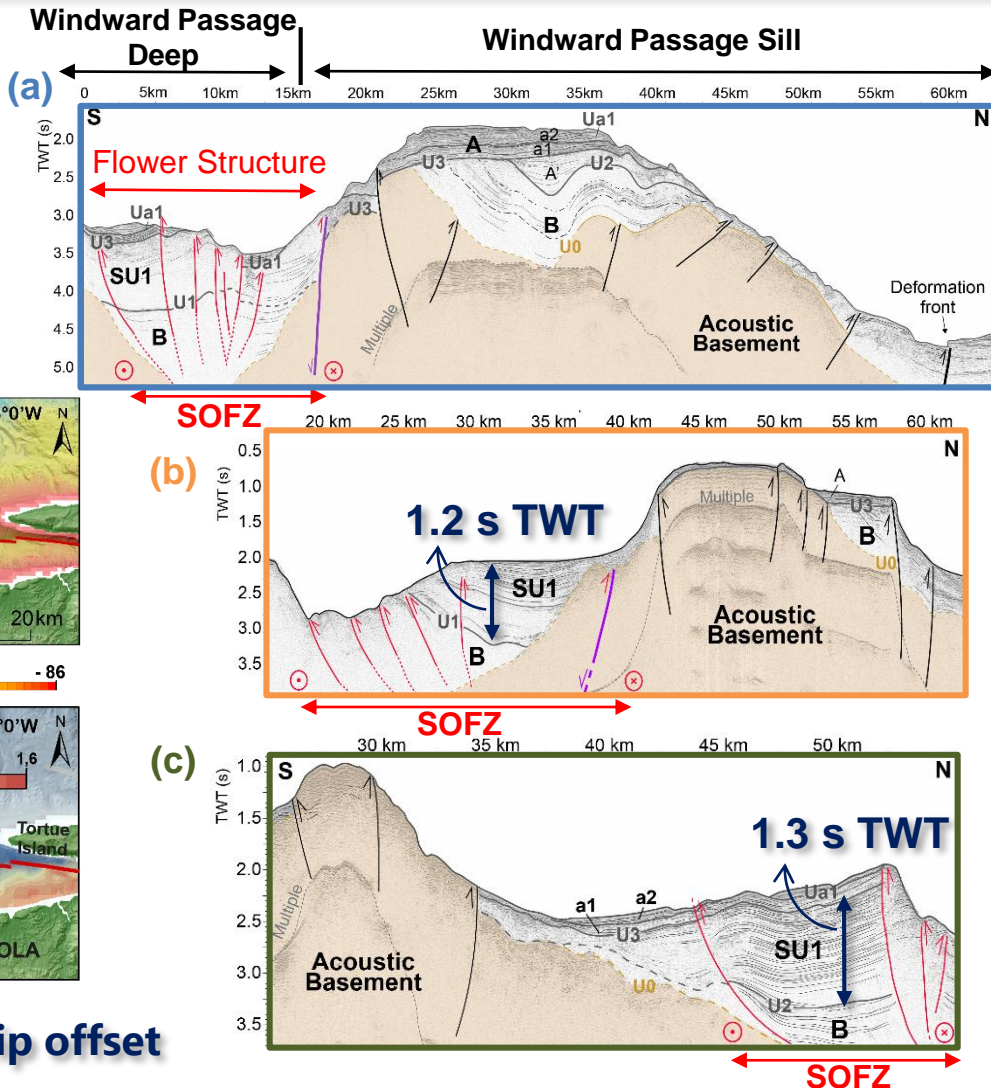 Windward Passage
Deep
Windward Passage Sill
(a)
0 5km 10km 15km 20km 25km 30km 35km 40km 45km 50km 55km 60km
S
N
TWT (s)
2.0
2.5
3.0
3.5
4.0
4.5
5.0
Flower Structure
Ua1
U3
SU1
U1
B
Ua1
U3
U3
A
a2
a1
Ua1
A'
U2
B
U0
Multiple
Acoustic
Basement
Deformation
front
SOFZ
(b)
20 km 25 km 30 km 35 km 40 km 45 km 50 km 55 km 60 km
N
TWT (s)
0.5
1.0
1.5
2.0
2.5
3.0
3.5
1.2 s TWT
SU1
U1
B
Multiple
A
U3
B
U0
Acoustic
Basement
SOFZ
°0'W N
20km
- 86
°0'W N
1,6
Tortue
Island
OLA
ip offset
(c)
30 km 35 km 40 km 45 km 50 km
S
N
TWT (s)
1.0
1.5
2.0
2.5
3.0
3.5
1.3 s TWT
Multiple
a1
a2
U3
Ua1
SU1
U0
U2
B
Acoustic
Basement
SOFZ